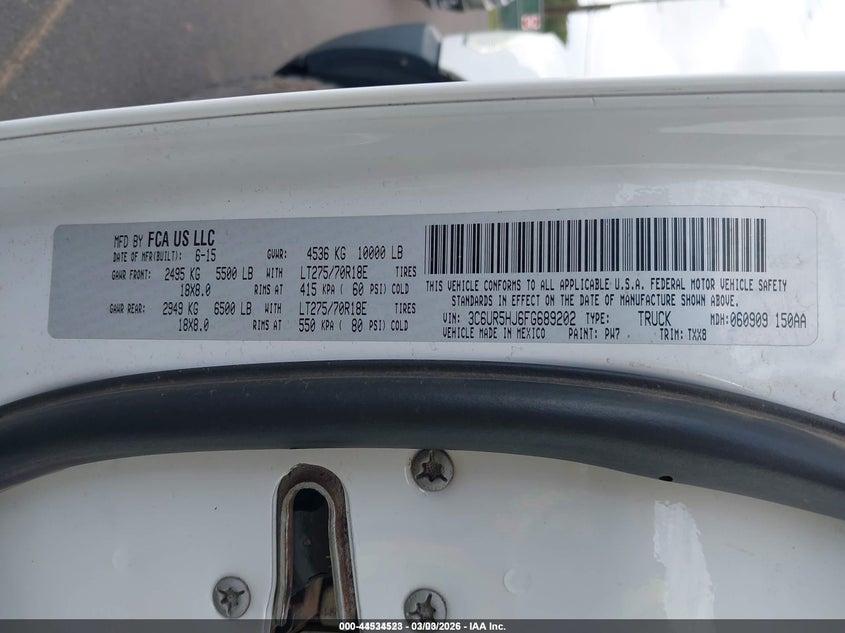 MFD BY FCA US LLC
DATE OF MFR(BUILT): 6-15 GVWR: 4536 KG 10000 LB
GAWR FRONT: 2495 KG 5500 LB WITH LT275/70R18E TIRES
18X8.0 RIMS AT 415 KPA ( 60 PSI) COLD
GAWR REAR: 2949 KG 6500 LB WITH LT275/70R18E TIRES
18X8.0 RIMS AT 550 KPA ( 80 PSI) COLD
THIS VEHICLE CONFORMS TO ALL APPLICABLE U.S.A. FEDERAL MOTOR VEHICLE SAFETY
STANDARDS IN EFFECT ON THE DATE OF MANUFACTURE SHOWN ABOVE.
VIN: 3C6UR5HJ6FG689202 TYPE: TRUCK MDH: 060909 150AA
VEHICLE MADE IN MEXICO PAINT: PW7 TRIM: TXX8
000-44534523 - 03/03/2026 - IAA Inc.